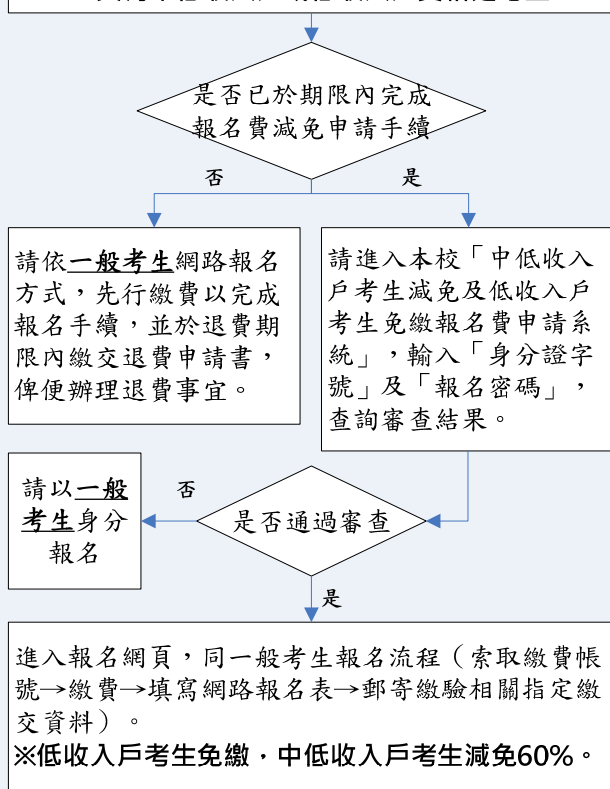 是否已於期限內完成
報名費減免申請手續
否
是
請依一般考生網路報名
方式，先行繳費以完成
報名手續，並於退費期
限內繳交退費申請書，
俾便辦理退費事宜。
請進入本校「中低收入
戶考生減免及低收入戶
考生免繳報名費申請系
統」，輸入「身分證字
號」及「報名密碼」，
查詢審查結果。
請以一般
考生身分
報名
否
是否通過審查
是
進入報名網頁，同一般考生報名流程（索取繳費帳
號→繳費→填寫網路報名表→郵寄繳驗相關指定繳
交資料）。
※低收入戶考生免繳，中低收入戶考生減免60%。